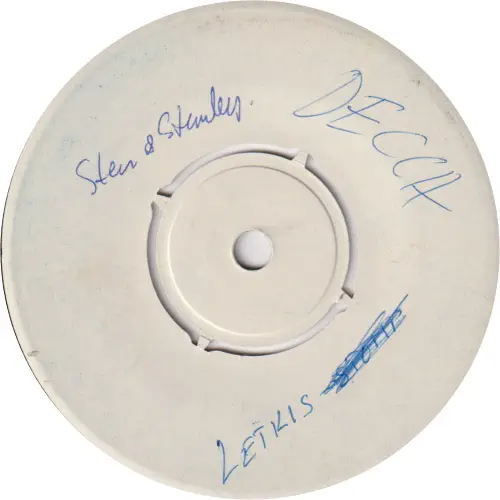 Sten & Stanley.
DECCA
LETKIS